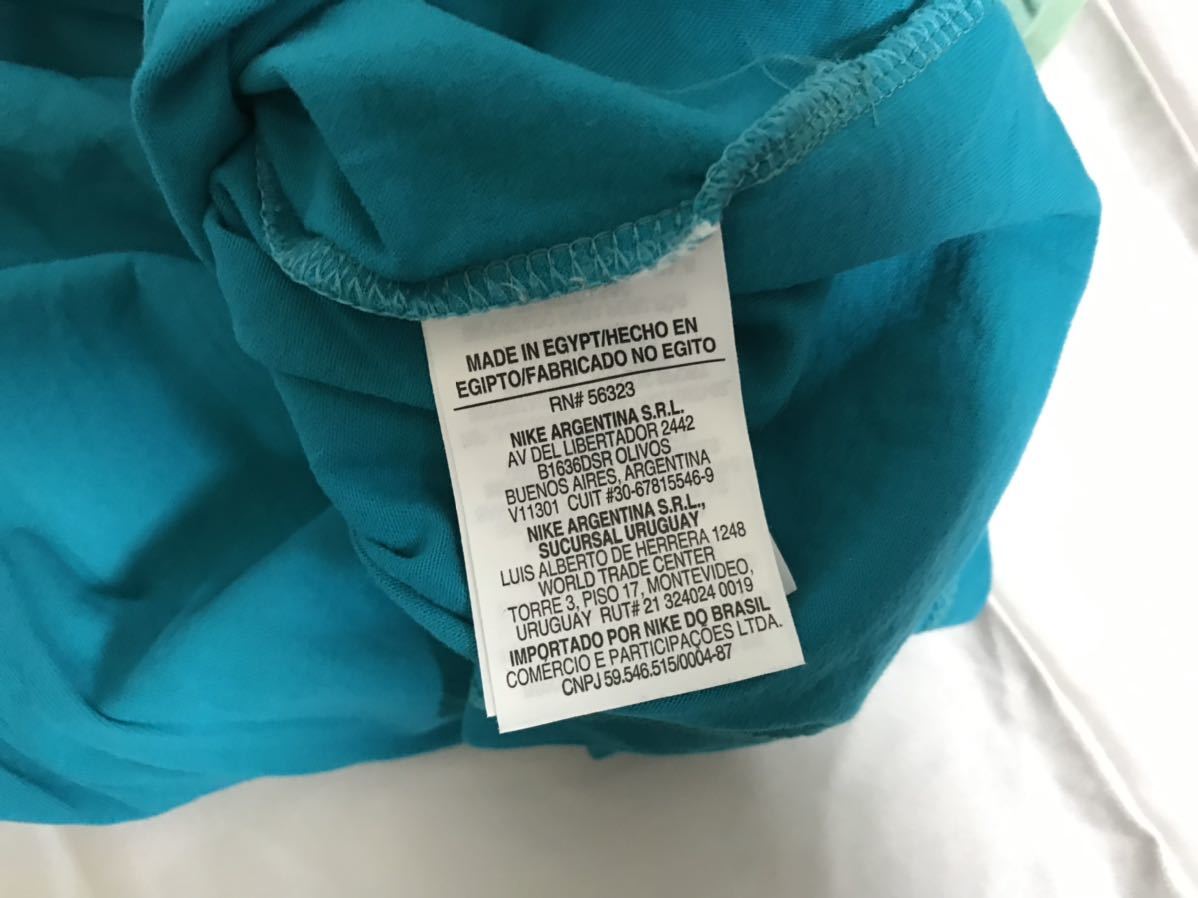 MADE IN EGYPT/HECHO EN
EGIPTO/FABRICADO NO EGITO
RN# 56323
NIKE ARGENTINA S.R.L.
AV DEL LIBERTADOR 2442
B1636DSR OLIVOS
BUENOS AIRES, ARGENTINA
V11301 CUIT #30-67815546-9
NIKE ARGENTINA S.R.L.,
SUCURSAL URUGUAY
LUIS ALBERTO DE HERRERA 1248
WORLD TRADE CENTER
TORRE 3, PISO 17, MONTEVIDEO,
URUGUAY RUT# 21 324024 0019
IMPORTADO POR NIKE DO BRASIL
COMERCIO E PARTICIPAÇÕES LTDA.
CNPJ 59.546.515/0004-87